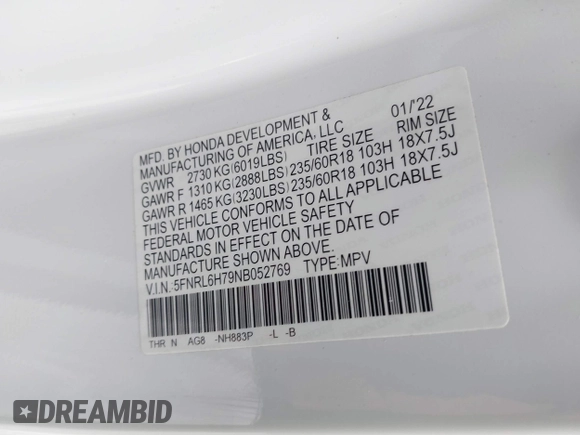 MFD. BY HONDA DEVELOPMENT &
MANUFACTURING OF AMERICA, LLC 01/'22
GVWR 2730 KG (6019LBS) TIRE SIZE RIM SIZE
GAWR F 1310 KG (2888LBS) 235/60R18 103H 18X7.5J
GAWR R 1465 KG (3230LBS) 235/60R18 103H 18X7.5J
THIS VEHICLE CONFORMS TO ALL APPLICABLE
FEDERAL MOTOR VEHICLE SAFETY
STANDARDS IN EFFECT ON THE DATE OF
MANUFACTURE SHOWN ABOVE.
V.I.N.:5FNRL6H79NB052769 TYPE:MPV
THR N AG8 -NH883P -L -B
DREAMBID